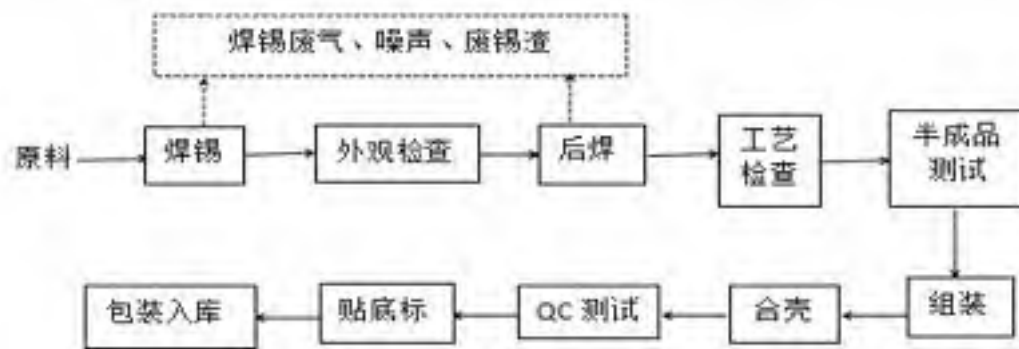 焊锡废气、噪声、废锡渣
原料
焊锡
外观检查
后焊
工艺
检查
半成品
测试
包装入库
贴底标
QC 测试
合壳
组装